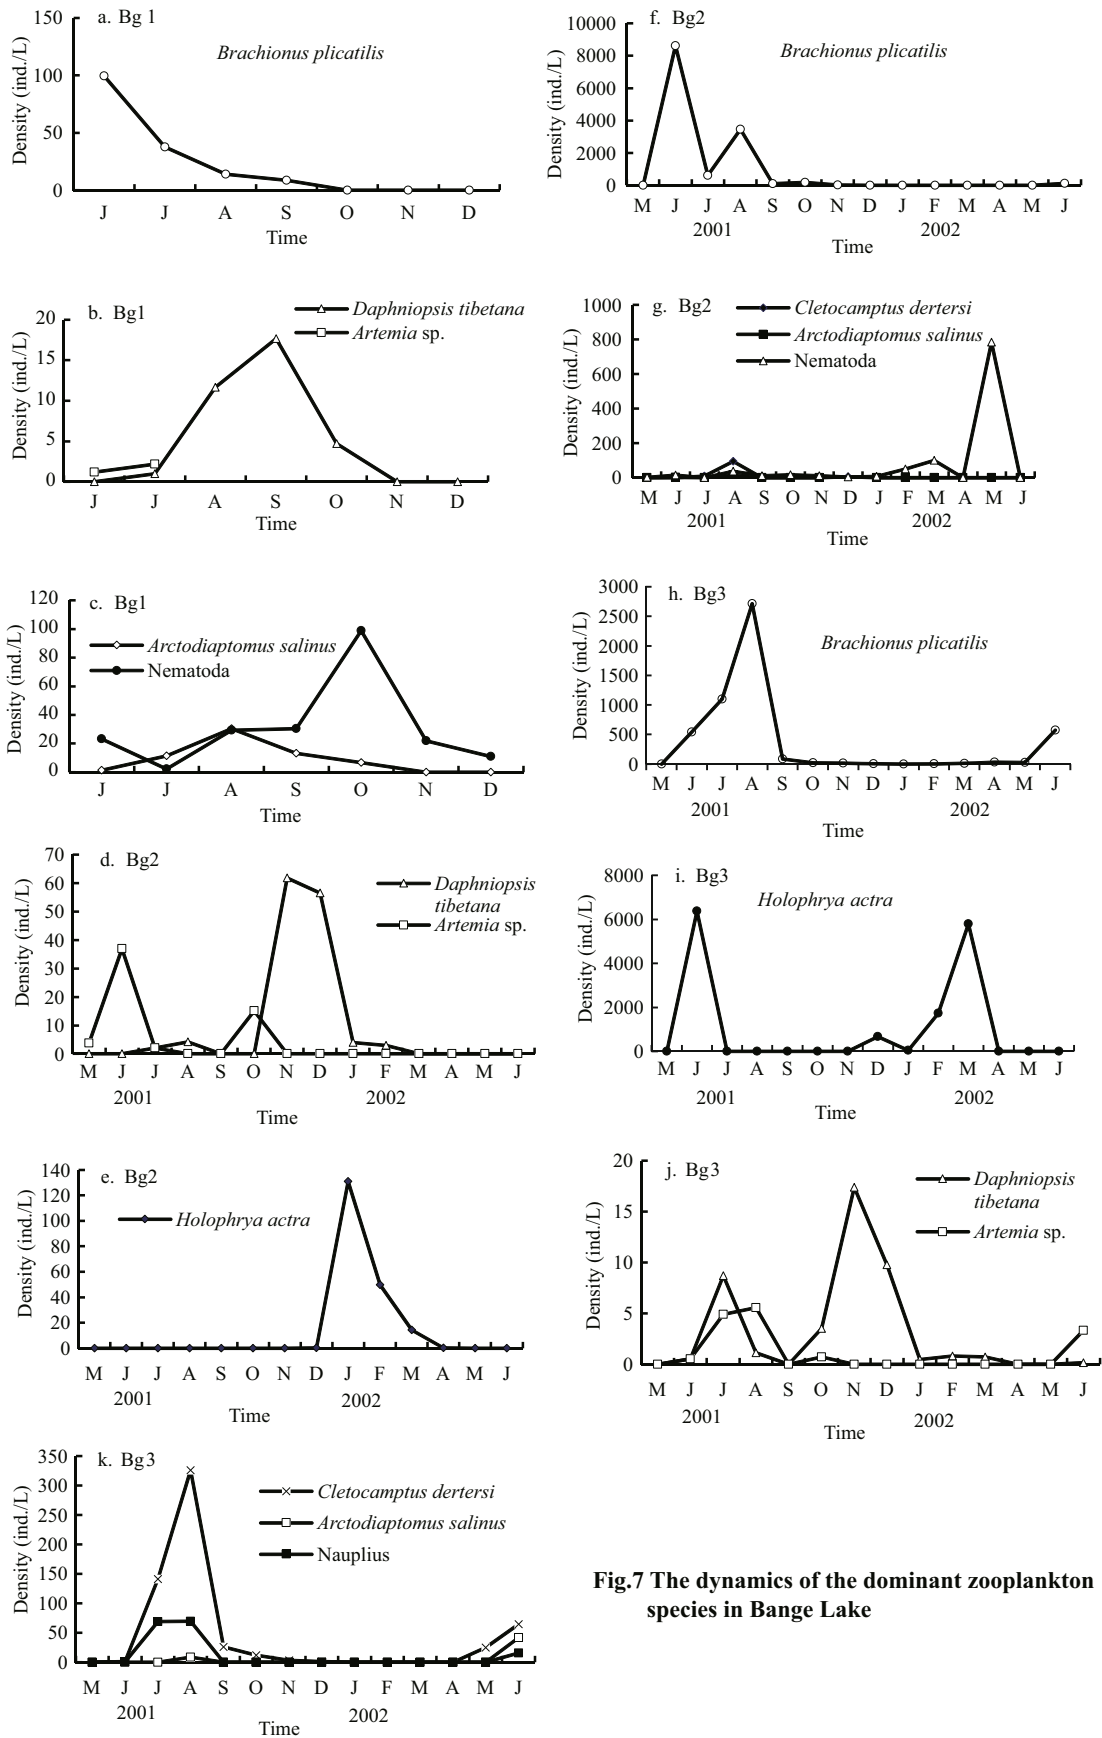 a. Bg 1
Brachionus plicatilis
Density (ind./L)
150
100
50
0
J J A S O N D
Time
b. Bg1
Daphniopsis tibetana
Artemia sp.
Density (ind./L)
20
15
10
5
0
J J A S O N D
Time
c. Bg1
Arctodiaptomus salinus
Nematoda
Density (ind./L)
120
100
80
60
40
20
0
J J A S O N D
Time
d. Bg2
Daphniopsis
tibetana
Artemia sp.
Density (ind./L)
70
60
50
40
30
20
10
0
M J J A S O N D J F M A M J
2001 2002
Time
e. Bg2
Holophrya actra
Density (ind./L)
140
120
100
80
60
40
20
0
M J J A S O N D J F M A M J
2001 2002
Time
f. Bg2
Brachionus plicatilis
Density (ind./L)
10000
8000
6000
4000
2000
0
M J J A S O N D J F M A M J
2001 2002
Time
g. Bg2
Cletocamptus dertersi
Arctodiaptomus salinus
Nematoda
Density (ind./L)
1000
800
600
400
200
0
M J J A S O N D J F M A M J
2001 2002
Time
h. Bg3
Brachionus plicatilis
Density (ind./L)
3000
2500
2000
1500
1000
500
0
M J J A S O N D J F M A M J
2001 2002
Time
i. Bg3
Holophrya actra
Density (ind./L)
8000
6000
4000
2000
0
M J J A S O N D J F M A M J
2001 2002
Time
j. Bg3
Daphniopsis
tibetana
Artemia sp.
Density (ind./L)
20
15
10
5
0
M J J A S O N D J F M A M J
2001 2002
Time
k. Bg3
Cletocamptus dertersi
Arctodiaptomus salinus
Nauplius
Density (ind./L)
350
300
250
200
150
100
50
0
M J J A S O N D J F M A M J
2001 2002
Time
Fig.7 The dynamics of the dominant zooplankton
species in Bange Lake